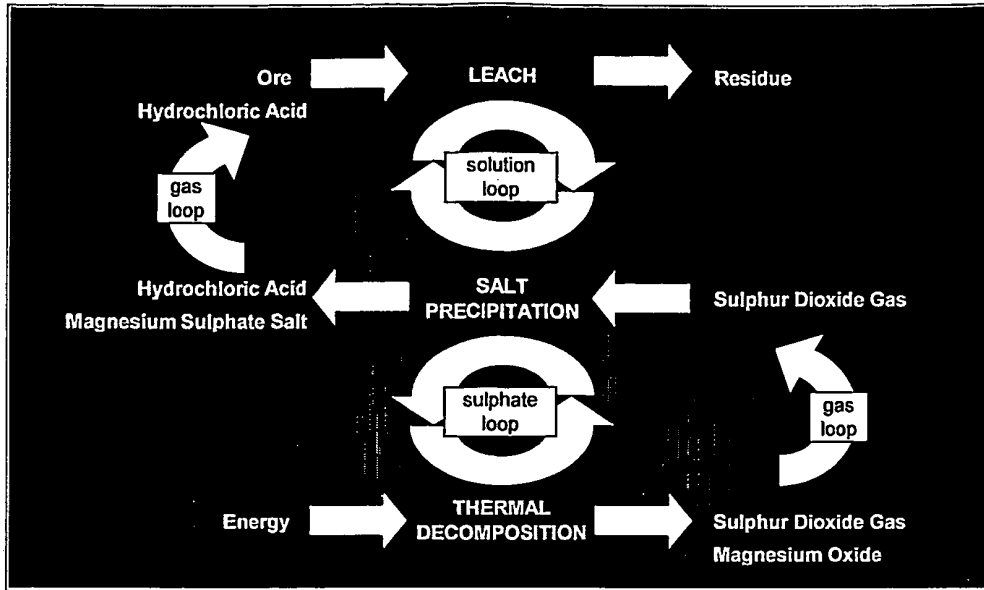 Ore
LEACH
Residue
Hydrochloric Acid
gas
loop
solution
loop
Hydrochloric Acid
Magnesium Sulphate Salt
SALT
PRECIPITATION
Sulphur Dioxide Gas
sulphate
loop
gas
loop
Energy
THERMAL
DECOMPOSITION
Sulphur Dioxide Gas
Magnesium Oxide